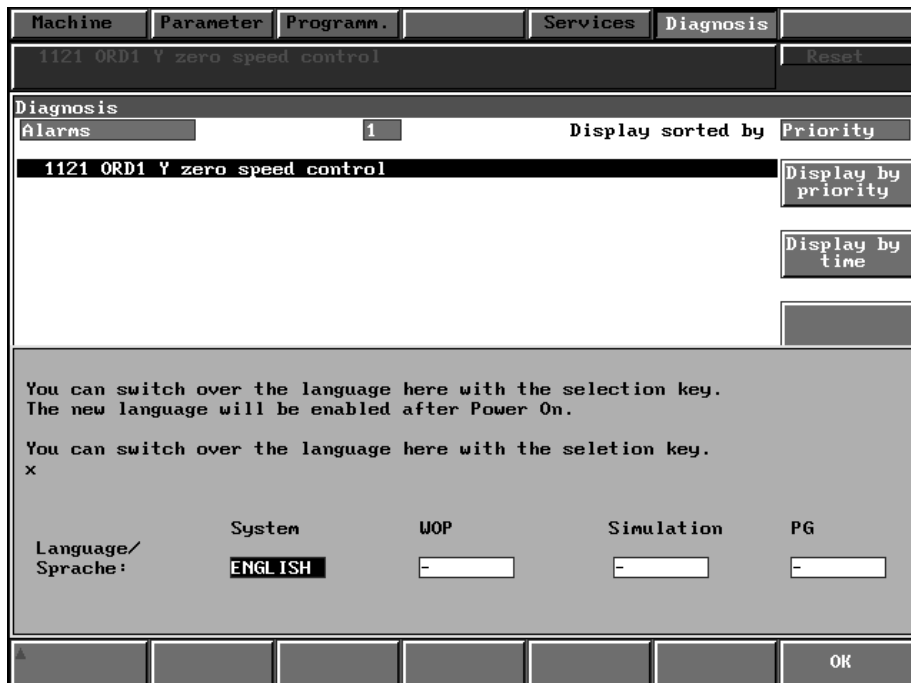 Machine Parameter Programm. Services Diagnosis
1121 ORD1 Y zero speed control Reset
Diagnosis
Alarms 1 Display sorted by Priority
1121 ORD1 Y zero speed control
Display by
priority
Display by
time
You can switch over the language here with the selection key.
The new language will be enabled after Power On.
You can switch over the language here with the seletion key.
x
System WOP Simulation PG
Language/
Sprache: ENGLISH - - -
OK